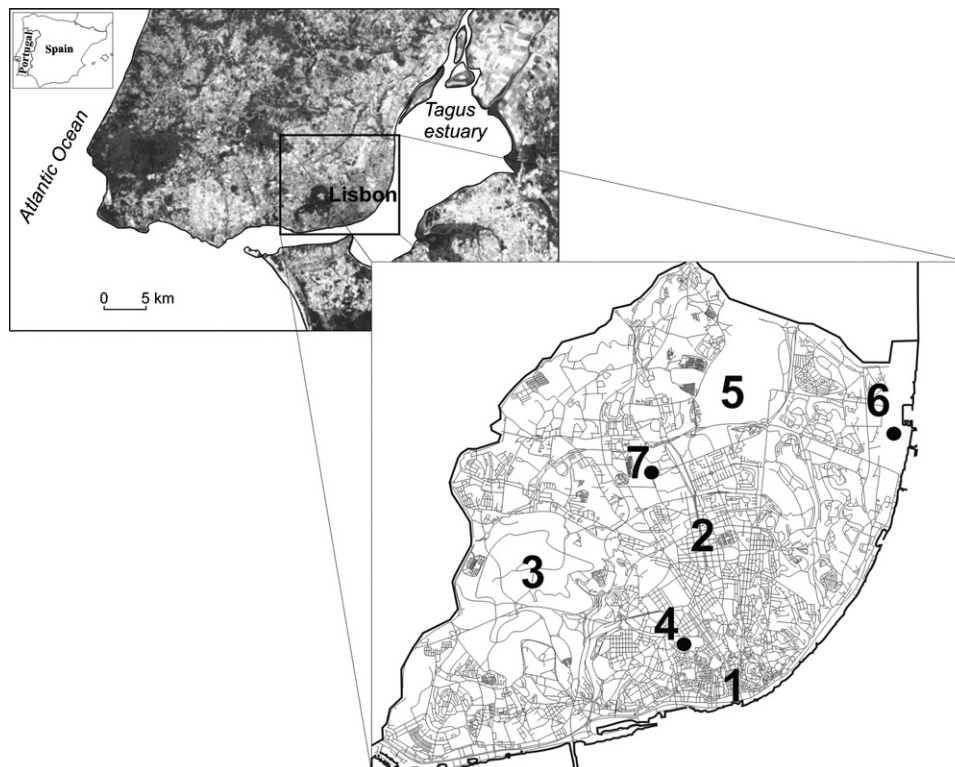 Portugal
Spain
Atlantic Ocean
Tagus
estuary
Lisbon
0 5 km
5
6
7
2
3
4
1